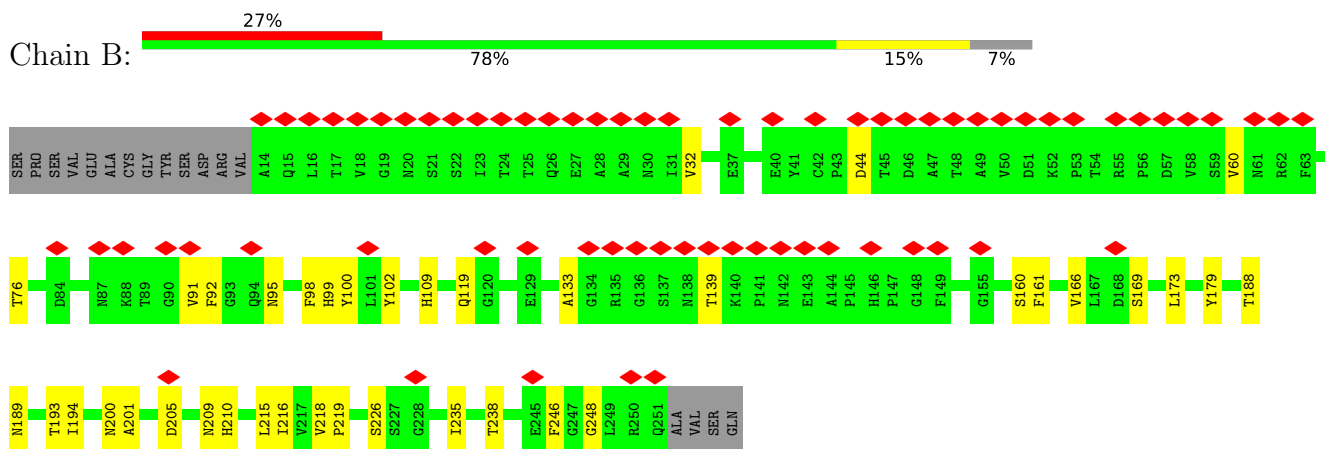 27%
Chain B:
78% 15% 7%
SER PRO SER VAL GLU ALA CYS GLY TYR SER ASP ARG VAL A14 Q15 L16 T17 V18 G19 N20 S21 S22 I23 T24 T25 Q26 E27 A28 A29 N30 I31 V32 E37 E40 Y41 C42 P43 D44 T45 D46 A47 T48 A49 V50 D51 K52 P53 T54 R55 P56 D57 V58 S59 V60 N61 R62 F63
T76 D84 N87 K88 T89 G90 V91 F92 G93 Q94 N95 F98 H99 Y100 L101 Y102 H109 Q119 G120 E129 A133 G134 R135 G136 S137 N138 T139 K140 P141 N142 E143 A144 P145 H146 P147 G148 F149 G155 S160 F161 V166 L167 D168 S169 L173 Y179 T188
N189 T193 I194 N200 A201 D205 N209 H210 L215 I216 V217 V218 P219 S226 S227 G228 I235 T238 E245 F246 G247 G248 L249 R250 Q251 ALA VAL SER GLN